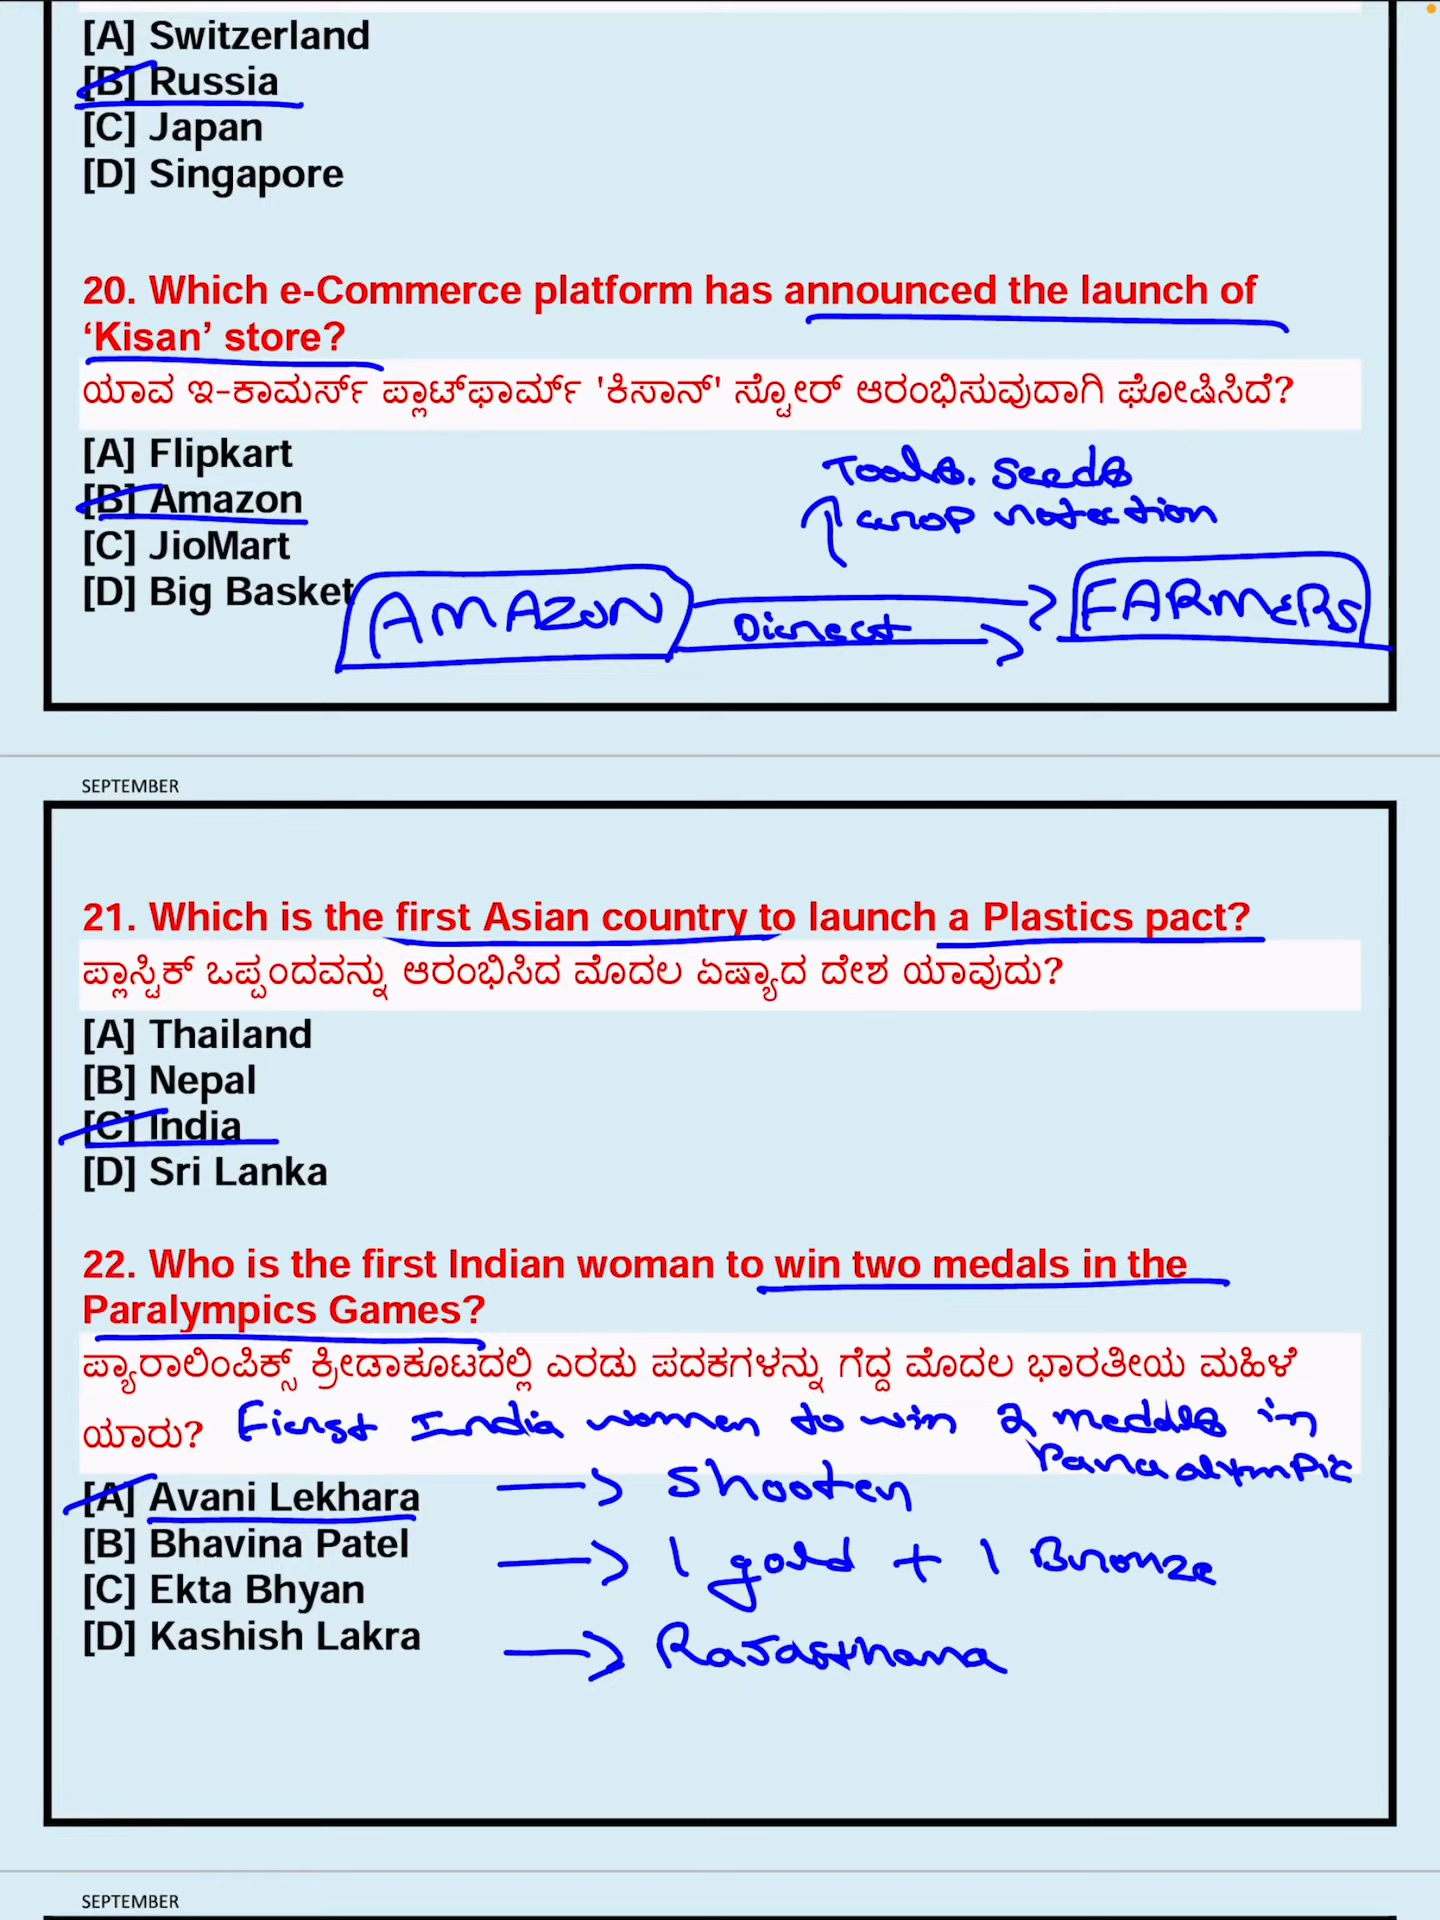 [A] Switzerland
[B] Russia
[C] Japan
[D] Singapore
20. Which e-Commerce platform has announced the launch of
‘Kisan’ store?
ಯಾವ ಇ-ಕಾಮರ್ಸ್ ಪ್ಲಾಟ್‌ಫಾರ್ಮ್ 'ಕಿಸಾನ್' ಸ್ಟೋರ್ ಆರಂಭಿಸುವುದಾಗಿ ಘೋಷಿಸಿದೆ?
[A] Flipkart
Tools. seeds
[B] Amazon
crop
[C] JioMart
[D] Big Basket
AMAZON Direct FARMERS
SEPTEMBER
21. Which is the first Asian country to launch a Plastics pact?
ಪ್ಲಾಸ್ಟಿಕ್ ಒಪ್ಪಂದವನ್ನು ಆರಂಭಿಸಿದ ಮೊದಲ ಏಷ್ಯಾದ ದೇಶ ಯಾವುದು?
[A] Thailand
[B] Nepal
[C] India
[D] Sri Lanka
22. Who is the first Indian woman to win two medals in the
Paralympics Games?
ಪ್ಯಾರಾಲಿಂಪಿಕ್ಸ್ ಕ್ರೀಡಾಕೂಟದಲ್ಲಿ ಎರಡು ಪದಕಗಳನ್ನು ಗೆದ್ದ ಮೊದಲ ಭಾರತೀಯ ಮಹಿಳೆ
ಯಾರು? First India women to win 2 medals in
[A] Avani Lekhara → Shooter
[B] Bhavina Patel → 1 gold + 1 Bronze
[C] Ekta Bhyan
[D] Kashish Lakra → Rajasthana
SEPTEMBER